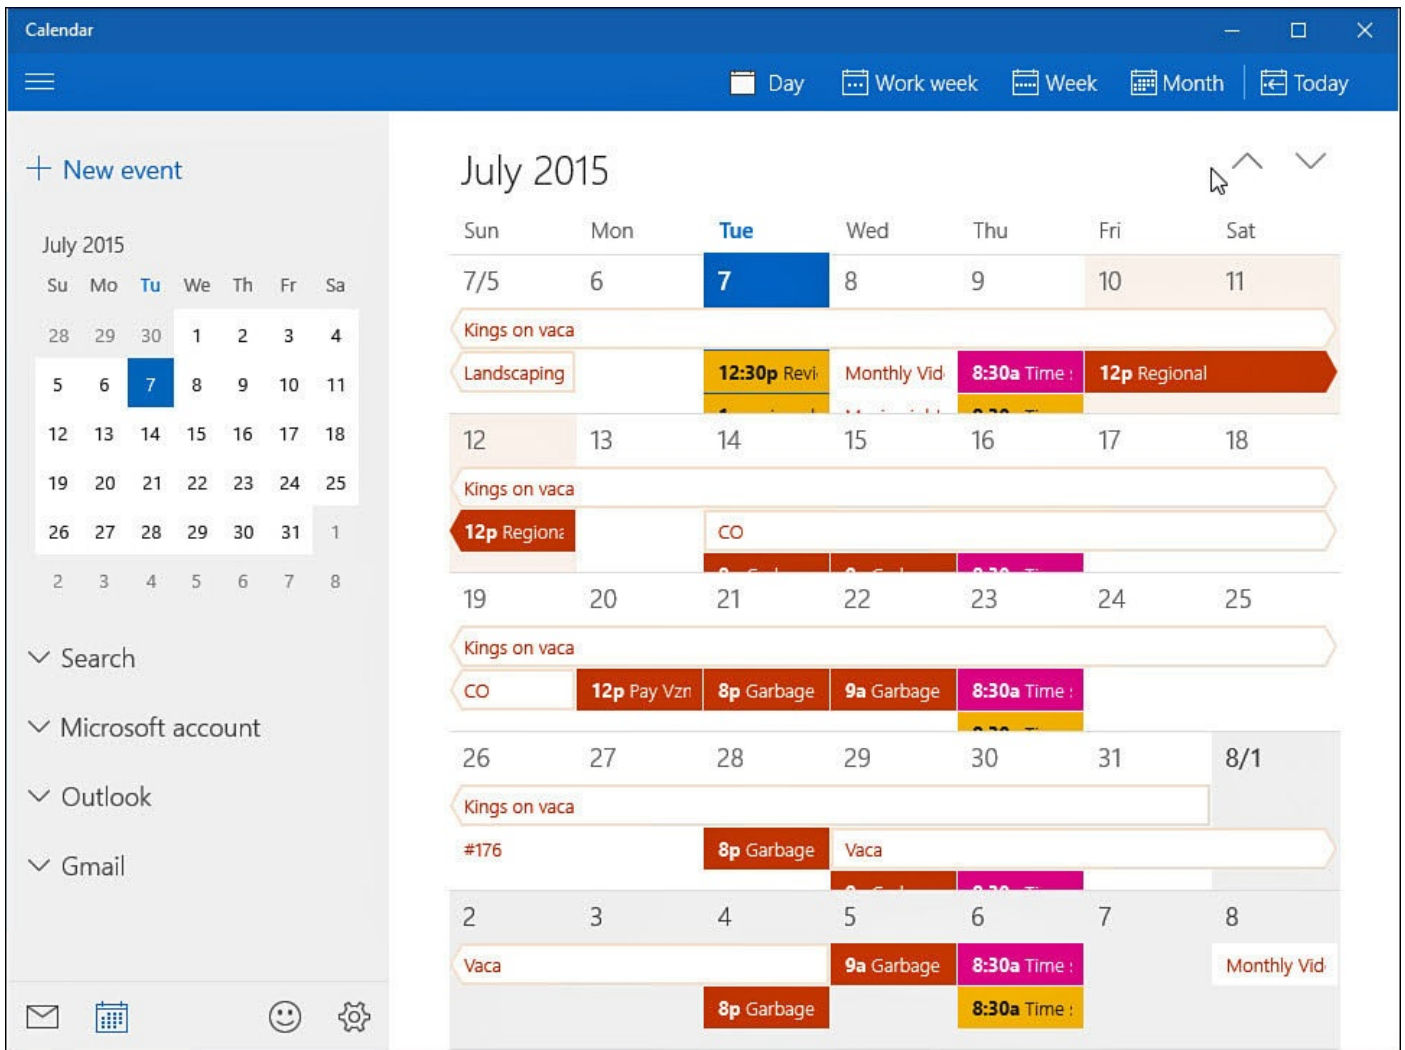 Calendar
Day Work week Week Month Today
New event
July 2015
Su Mo Tu We Th Fr Sa
28 29 30 1 2 3 4
5 6 7 8 9 10 11
12 13 14 15 16 17 18
19 20 21 22 23 24 25
26 27 28 29 30 31 1
2 3 4 5 6 7 8
Search
Microsoft account
Outlook
Gmail
July 2015
Sun Mon Tue Wed Thu Fri Sat
7/5 6 7 8 9 10 11
Kings on vaca
Landscaping 12:30p Revi Monthly Vid 8:30a Time 12p Regional
12 13 14 15 16 17 18
Kings on vaca
12p Regiona CO
19 20 21 22 23 24 25
Kings on vaca
CO 12p Pay Vzn 8p Garbage 9a Garbage 8:30a Time
26 27 28 29 30 31 8/1
Kings on vaca
#176 8p Garbage Vaca
2 3 4 5 6 7 8
Vaca 9a Garbage 8:30a Time Monthly Vid
8p Garbage 8:30a Time